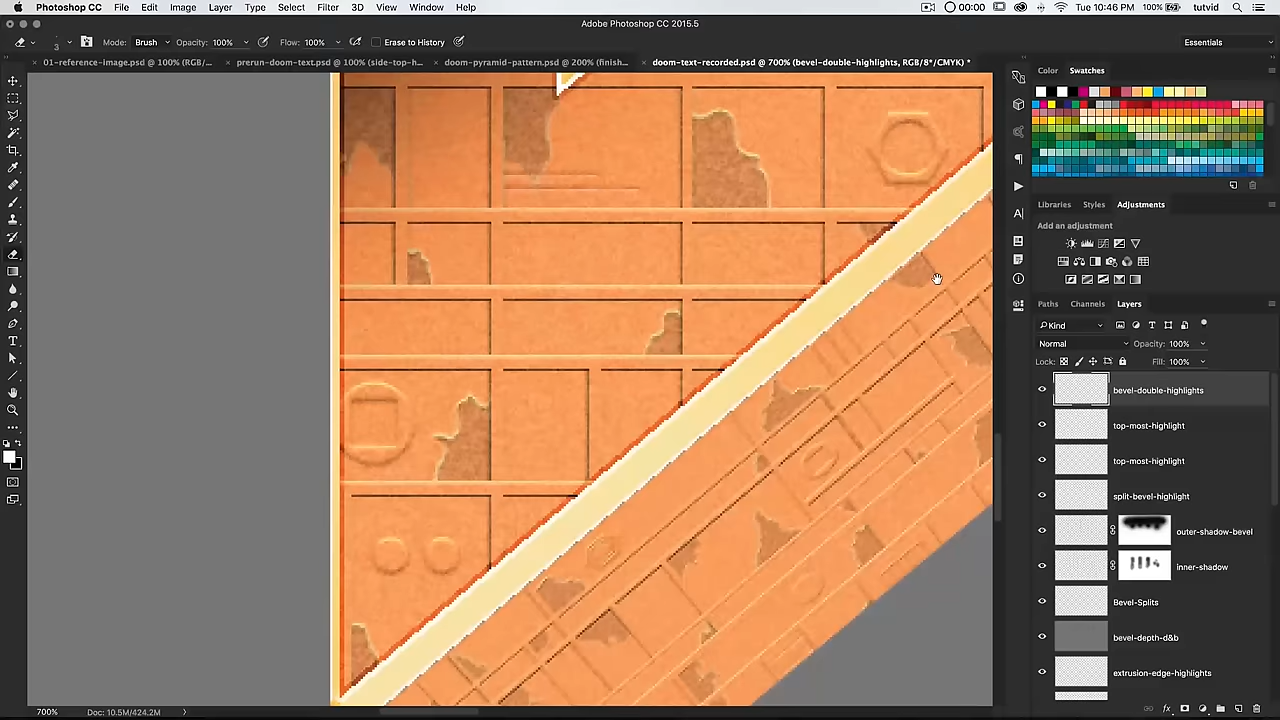 Photoshop CC File Edit Image Layer Type Select Filter 3D View Window Help 00:00 100% Tue 10:46 PM tutvid
Adobe Photoshop CC 2015.5
3 Mode: Brush Opacity: 100% Flow: 100% Erase to History Essentials
01-reference-image.psd @ 100% (RGB/... prerun-doom-text.psd @ 100% (side-top-h... doom-pyramid-pattern.psd @ 200% (finish... doom-text-recorded.psd @ 700% (bevel-double-highlights, RGB/8*/CMYK) *
Color Swatches
Libraries Styles Adjustments
Add an adjustment
Paths Channels Layers
Kind
Normal Opacity: 100%
Lock: Fill: 100%
bevel-double-highlights
top-most-highlight
top-most-highlight
split-bevel-highlight
outer-shadow-bevel
inner-shadow
Bevel-Splits
bevel-depth-d&b
extrusion-edge-highlights
700% Doc: 10.5M/424.2M